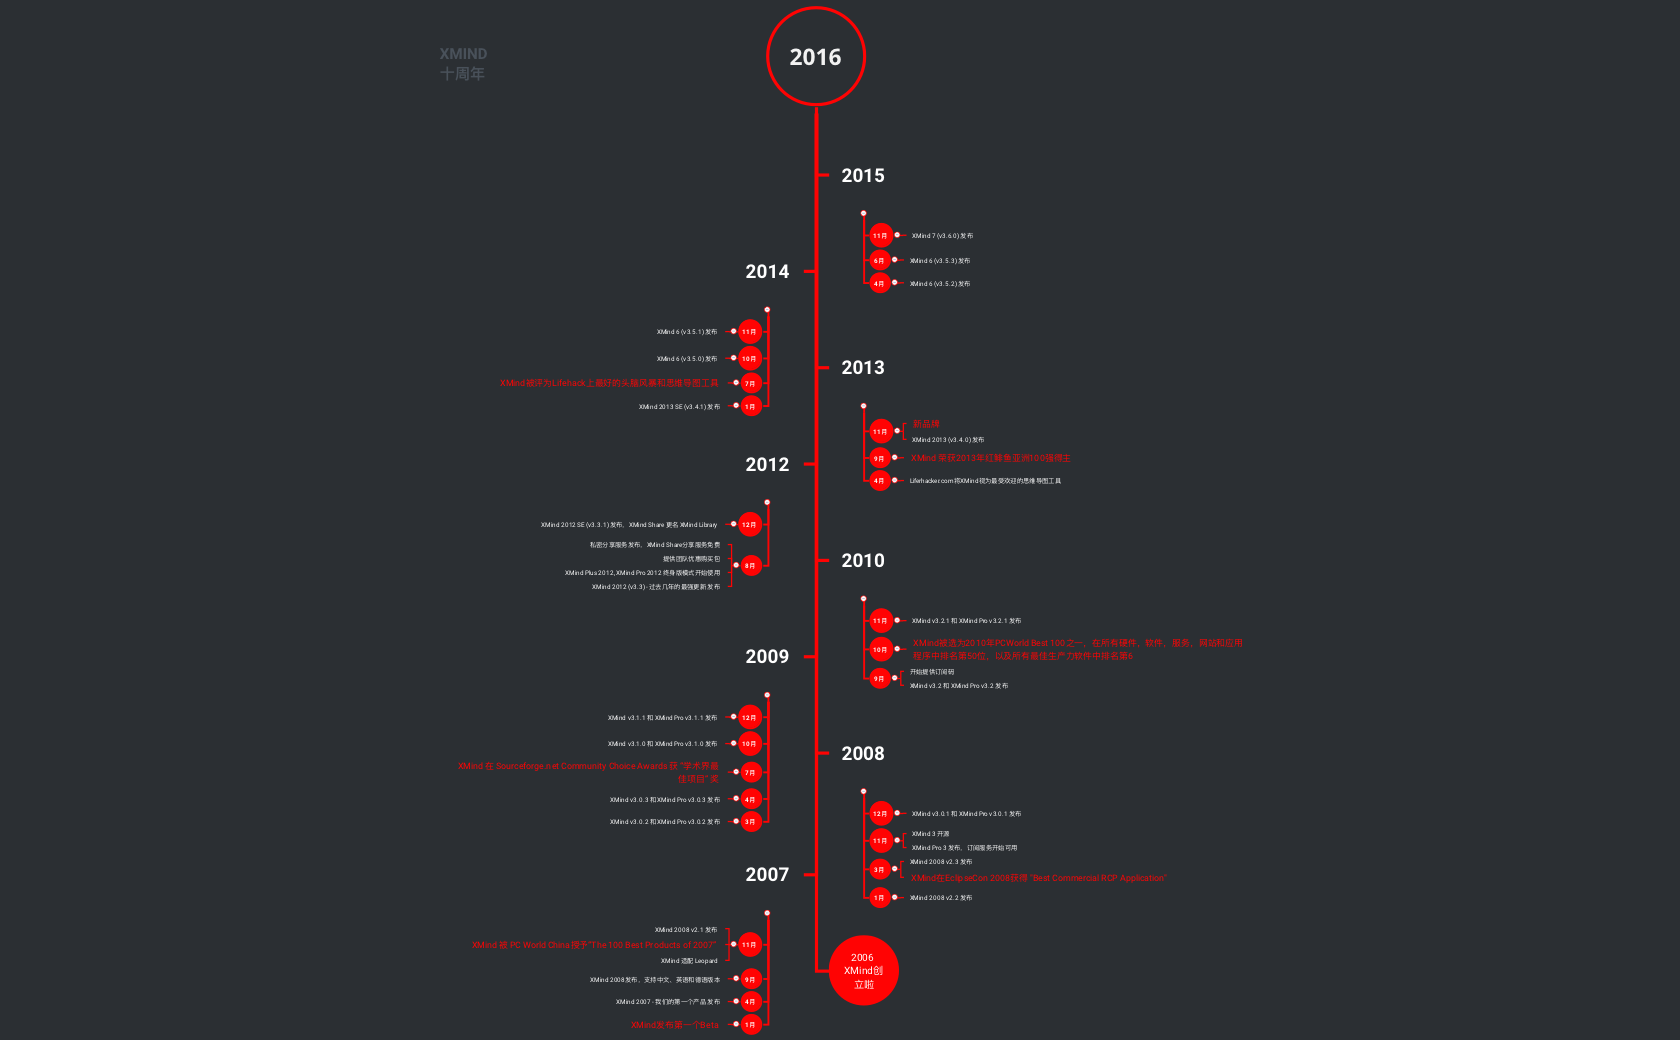 XMIND
十周年
2016
2015
11月
XMind 7 (v3.6.0) 发布
6月
XMind 6 (v3.5.3) 发布
4月
XMind 6 (v3.5.2) 发布
2014
XMind 6 (v3.5.1) 发布
11月
XMind 6 (v3.5.0) 发布
10月
XMind被评为Lifehack上最好的头脑风暴和思维导图工具
7月
XMind 2013 SE (v3.4.1) 发布
1月
2013
11月
新品牌
XMind 2013 (v3.4.0) 发布
9月
XMind 荣获2013年红鲱鱼亚洲100强得主
4月
Liferhacker.com将XMind视为最受欢迎的思维导图工具
2012
XMind 2012 SE (v3.3.1) 发布，XMind Share 更名 XMind Library
12月
私密分享服务发布，XMind Share分享服务免费
提供团队优惠购买包
XMind Plus 2012, XMind Pro 2012 终身版模式开始使用
XMind 2012 (v3.3) - 过去几年的最强更新发布
8月
2010
11月
XMind v3.2.1 和 XMind Pro v3.2.1 发布
10月
XMind被选为2010年PCWorld Best 100 之一，在所有硬件，软件，服务，网站和应用
程序中排名第50位，以及所有最佳生产力软件中排名第6
9月
开始提供订阅码
XMind v3.2 和 XMind Pro v3.2 发布
2009
XMind v3.1.1 和 XMind Pro v3.1.1 发布
12月
XMind v3.1.0 和 XMind Pro v3.1.0 发布
10月
XMind 在 Sourceforge.net Community Choice Awards 获 "学术界最
佳项目" 奖
7月
XMind v3.0.3 和XMind Pro v3.0.3 发布
4月
XMind v3.0.2 和XMind Pro v3.0.2 发布
3月
2008
12月
XMind v3.0.1 和 XMind Pro v3.0.1 发布
11月
XMind 3 开源
XMind Pro 3 发布，订阅服务开始可用
3月
XMind 2008 v2.3 发布
XMind在EclipseCon 2008获得 "Best Commercial RCP Application"
1月
XMind 2008 v2.2 发布
2007
XMind 2008 v2.1 发布
XMind 被 PC World China 授予"The 100 Best Products of 2007"
XMind 适配 Leopard
11月
XMind 2008发布，支持中文，英语和德语版本
9月
XMind 2007 - 我们的第一个产品发布
4月
XMind发布第一个Beta
1月
2006
XMind创
立啦